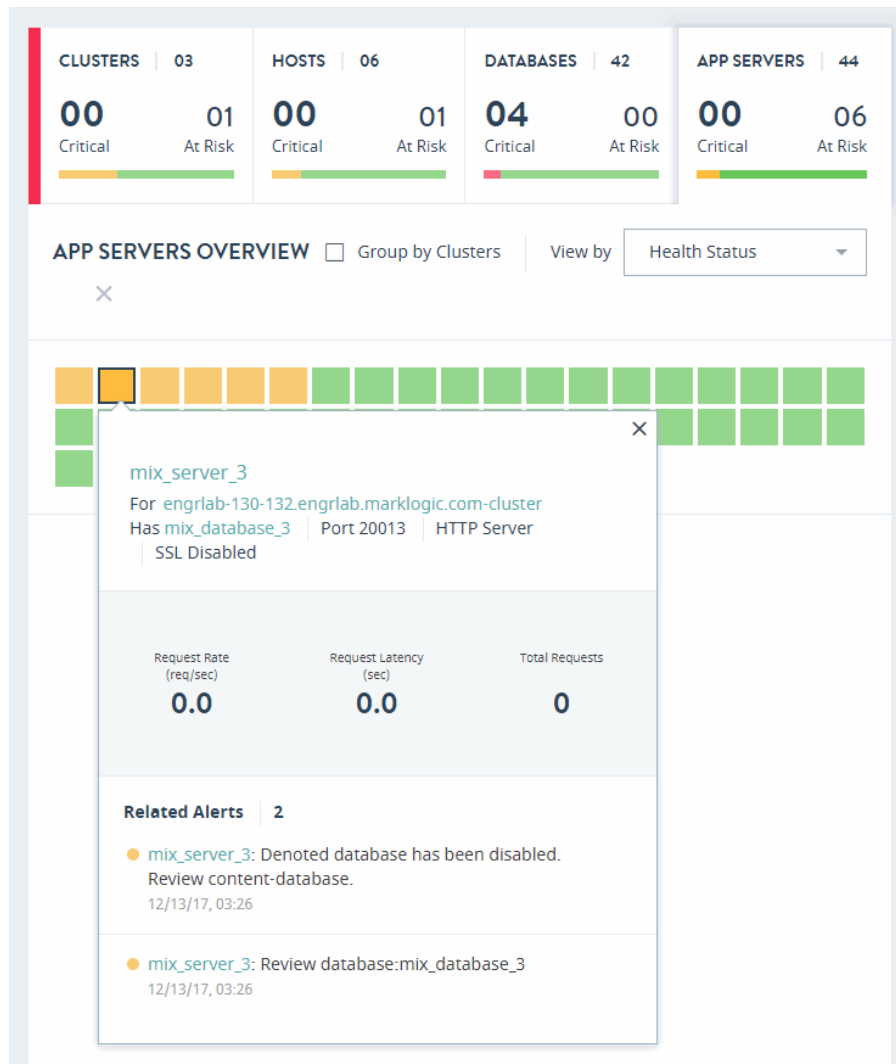 CLUSTERS 03
HOSTS 06
DATABASES 42
APP SERVERS 44
00 01
Critical At Risk
00 01
Critical At Risk
04 00
Critical At Risk
00 06
Critical At Risk
APP SERVERS OVERVIEW Group by Clusters View by Health Status
mix_server_3
For engrlab-130-132.engrlab.marklogic.com-cluster
Has mix_database_3 Port 20013 HTTP Server
SSL Disabled
Request Rate
(req/sec)
0.0
Request Latency
(sec)
0.0
Total Requests
0
Related Alerts 2
mix_server_3: Denoted database has been disabled.
Review content-database.
12/13/17, 03:26
mix_server_3: Review database:mix_database_3
12/13/17, 03:26